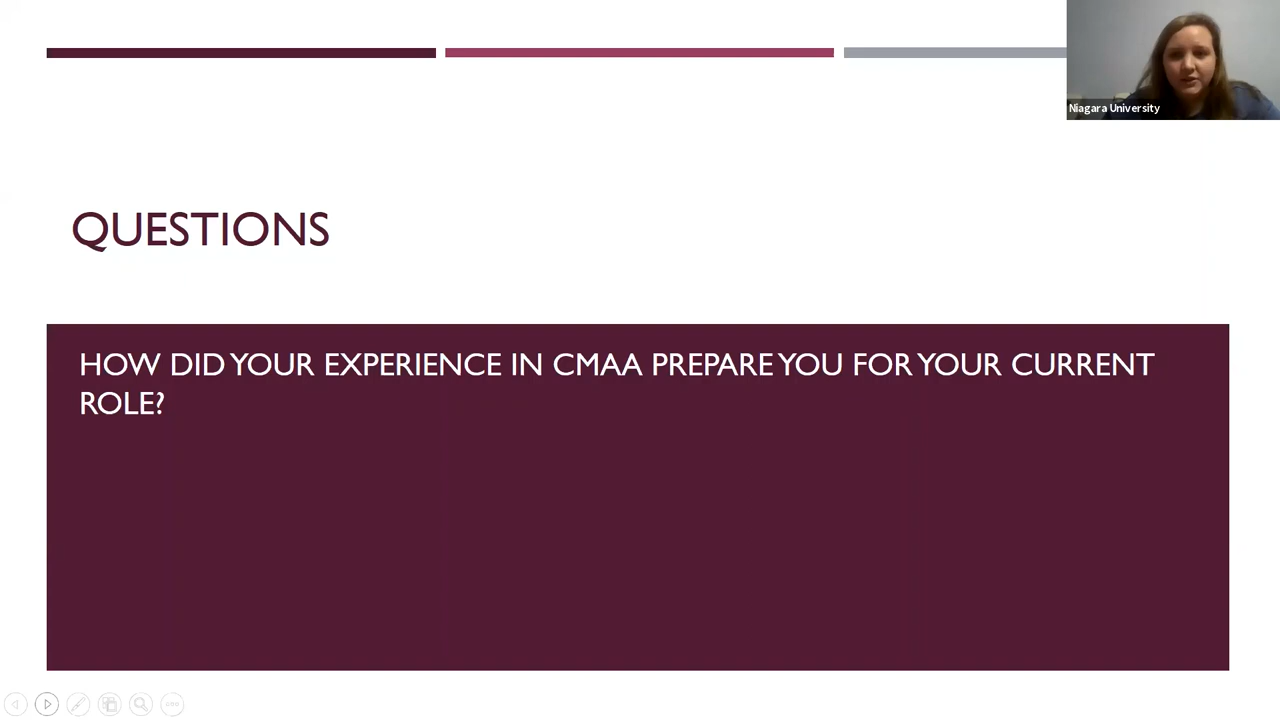 Niagara University
QUESTIONS
HOW DID YOUR EXPERIENCE IN CMAA PREPARE YOU FOR YOUR CURRENT
ROLE?